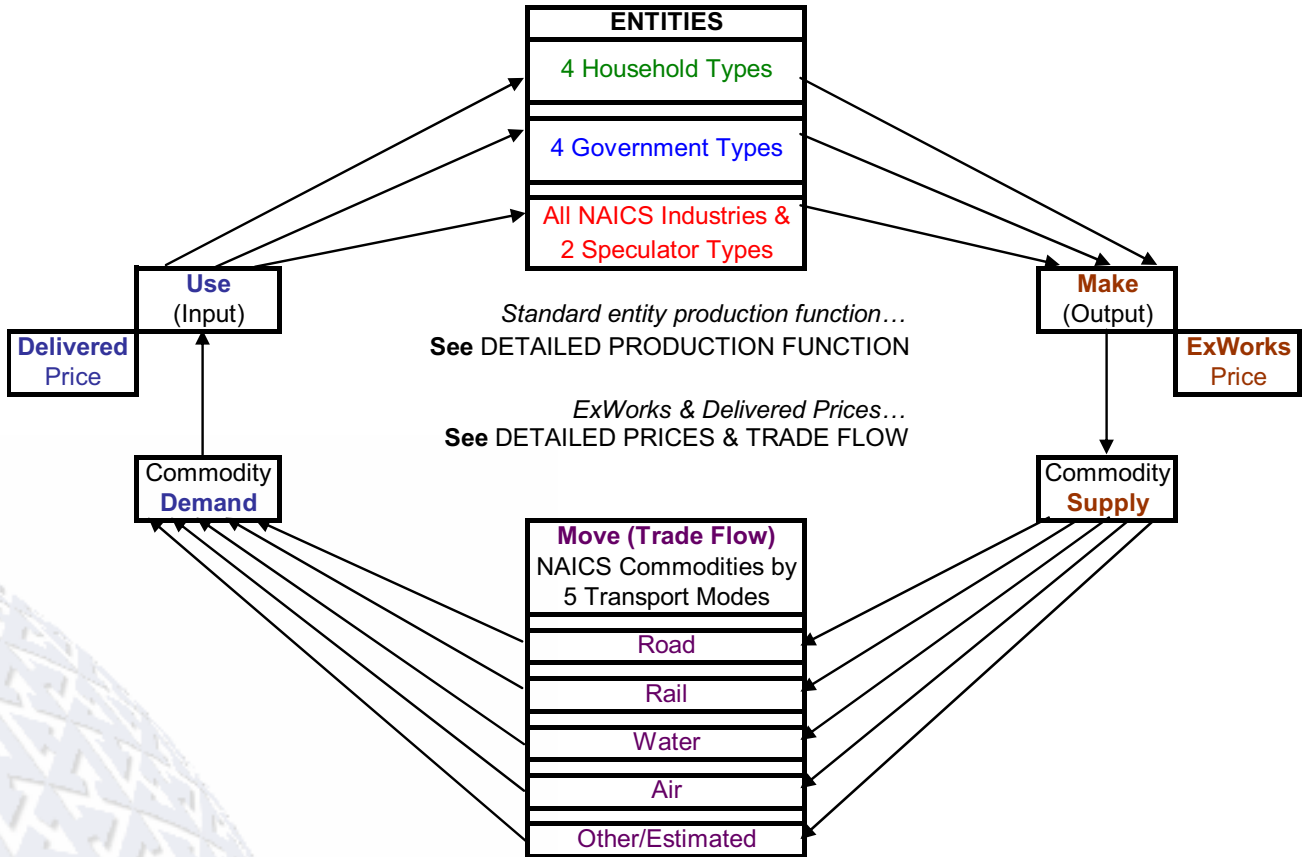 ENTITIES
4 Household Types
4 Government Types
All NAICS Industries &
2 Speculator Types
Use
(Input)
Delivered
Price
Make
(Output)
ExWorks
Price
Standard entity production function…
See DETAILED PRODUCTION FUNCTION
ExWorks & Delivered Prices…
See DETAILED PRICES & TRADE FLOW
Commodity
Demand
Commodity
Supply
Move (Trade Flow)
NAICS Commodities by
5 Transport Modes
Road
Rail
Water
Air
Other/Estimated